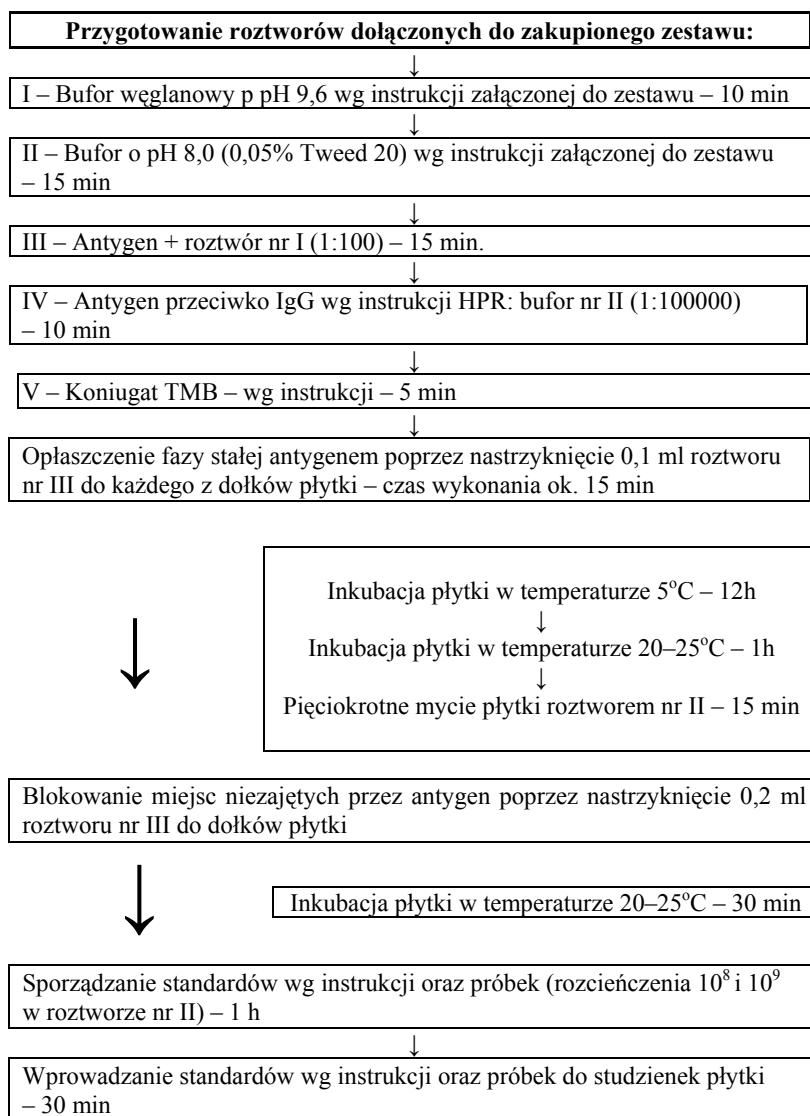 Przygotowanie roztworów dołączonych do zakupionego zestawu:
↓
I – Bufor węglanowy p pH 9,6 wg instrukcji załączonej do zestawu – 10 min
↓
II – Bufor o pH 8,0 (0,05% Tweed 20) wg instrukcji załączonej do zestawu
– 15 min
↓
III – Antygen + roztwór nr I (1:100) – 15 min.
↓
IV – Antygen przeciwko IgG wg instrukcji HPR: bufor nr II (1:100000)
– 10 min
↓
V – Koniugat TMB – wg instrukcji – 5 min
↓
Opłaszczenie fazy stałej antygenem poprzez nastrzyknięcie 0,1 ml roztworu
nr III do każdego z dołków płytki – czas wykonania ok. 15 min
↓
Inkubacja płytki w temperaturze 5°C – 12h
↓
Inkubacja płytki w temperaturze 20–25°C – 1h
↓
Pięciokrotne mycie płytki roztworem nr II – 15 min
Blokowanie miejsc niezajętych przez antygen poprzez nastrzyknięcie 0,2 ml
roztworu nr III do dołków płytki
↓
Inkubacja płytki w temperaturze 20–25°C – 30 min
Sporządzanie standardów wg instrukcji oraz próbek (rozcieńczenia 10⁸ i 10⁹
w roztworze nr II) – 1 h
↓
Wprowadzanie standardów wg instrukcji oraz próbek do studzienek płytki
– 30 min